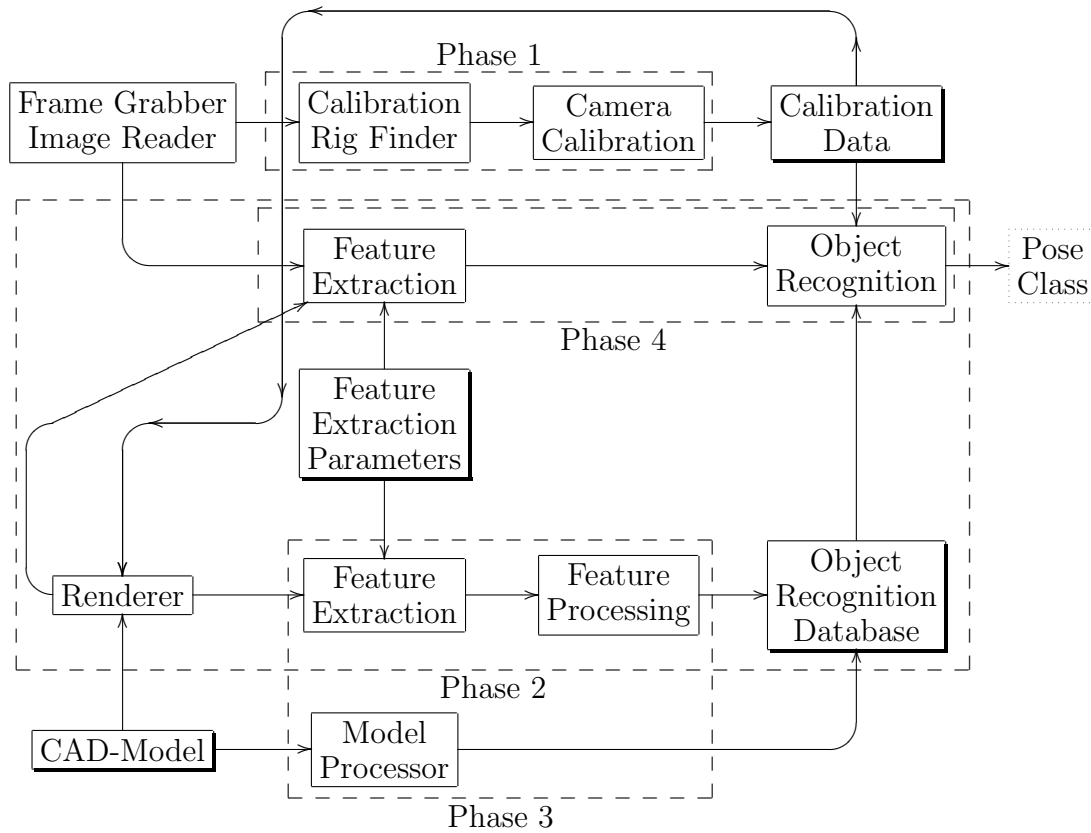 Phase 1
Frame Grabber
Image Reader
Calibration
Rig Finder
Camera
Calibration
Calibration
Data
Feature
Extraction
Object
Recognition
Pose
Class
Phase 4
Feature
Extraction
Parameters
Renderer
Feature
Extraction
Feature
Processing
Object
Recognition
Database
Phase 2
CAD-Model
Model
Processor
Phase 3